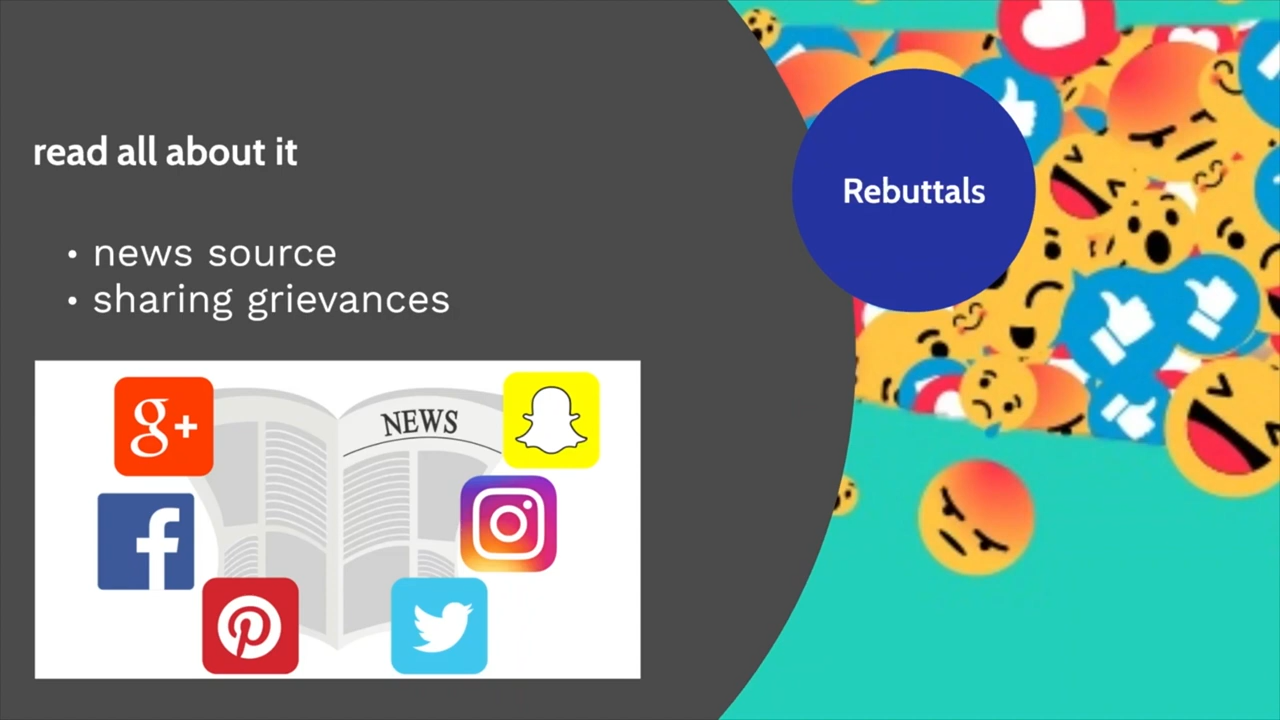 read all about it
• news source
• sharing grievances
Rebuttals
NEWS
g+